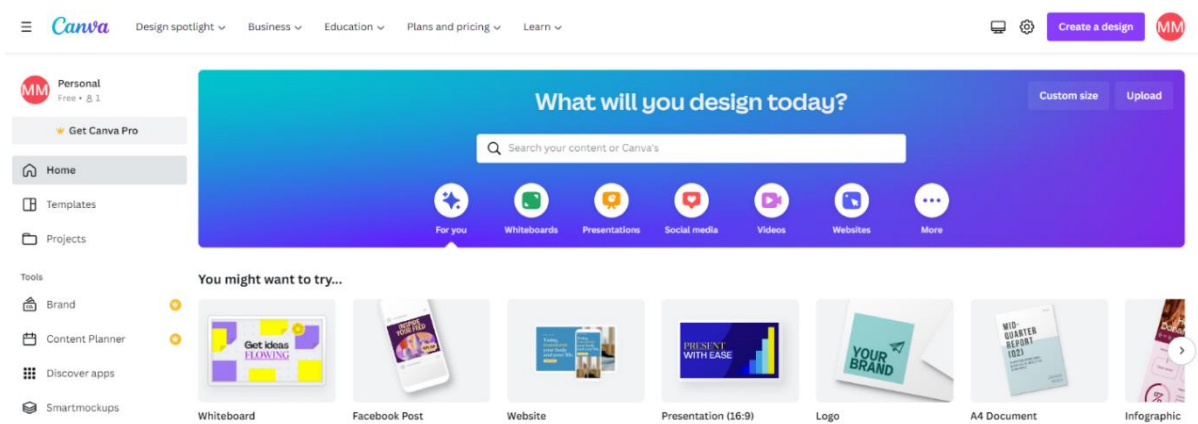 Canva
Design spotlight
Business
Education
Plans and pricing
Learn
Create a design
MM
MM
Personal
Free • 1
Get Canva Pro
Home
Templates
Projects
Tools
Brand
Content Planner
Discover apps
Smartmockups
What will you design today?
Custom size
Upload
Search your content or Canva's
For you
Whiteboards
Presentations
Social media
Videos
Websites
More
You might want to try...
Get ideas
FLOWING
Whiteboard
INSPIRE
YOUR FEED
Facebook Post
Website
PRESENT
WITH EASE
Presentation (16:9)
YOUR
BRAND
Logo
MID-
QUARTER
REPORT
(Q2)
A4 Document
Infographic